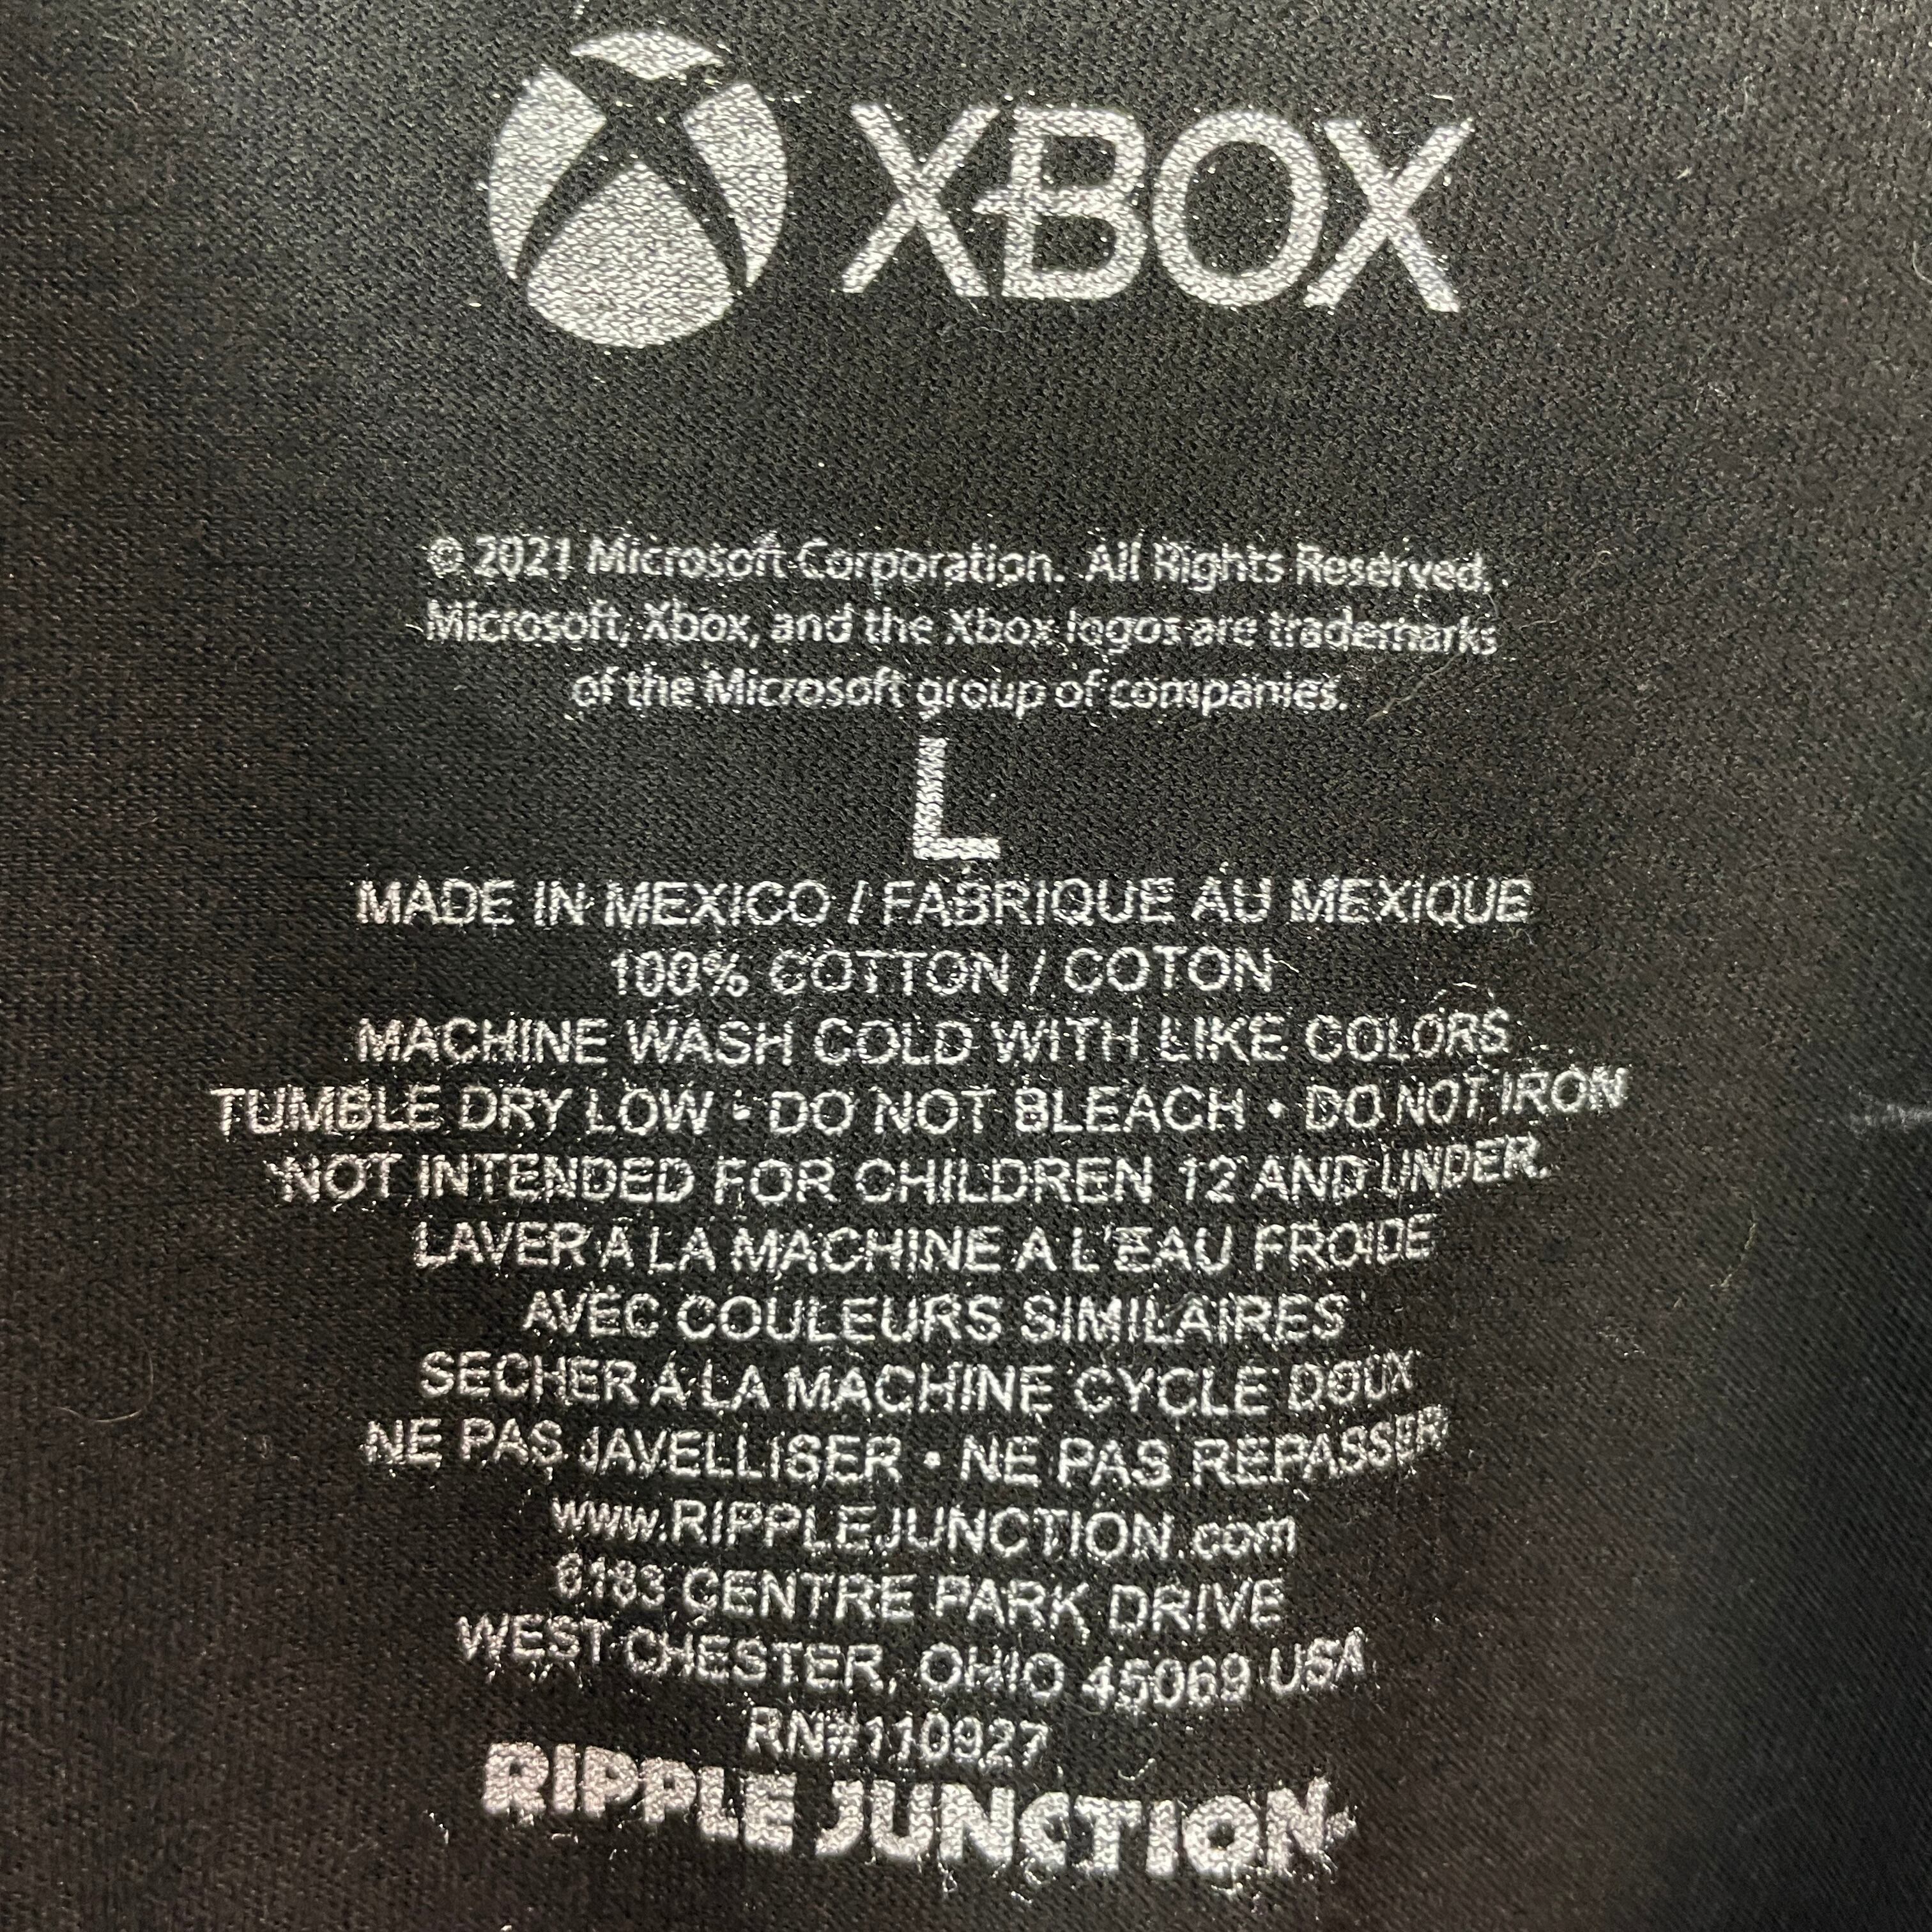 XBOX
© 2021 Microsoft Corporation. All Rights Reserved.
Microsoft, Xbox, and the Xbox logos are trademarks
of the Microsoft group of companies.
L
MADE IN MEXICO / FABRIQUE AU MEXIQUE
100% COTTON / COTON
MACHINE WASH COLD WITH LIKE COLORS
TUMBLE DRY LOW • DO NOT BLEACH • DO NOT IRON
NOT INTENDED FOR CHILDREN 12 AND UNDER
LAVER A LA MACHINE A L'EAU FROIDE
AVEC COULEURS SIMILAIRES
SECHER A LA MACHINE CYCLE DOUX
NE PAS JAVELLISER • NE PAS REPASSER
www.RIPPLEJUNCTION.com
6183 CENTRE PARK DRIVE
WEST CHESTER, OHIO 45069 USA
RN#110927
RIPPLE JUNCTION